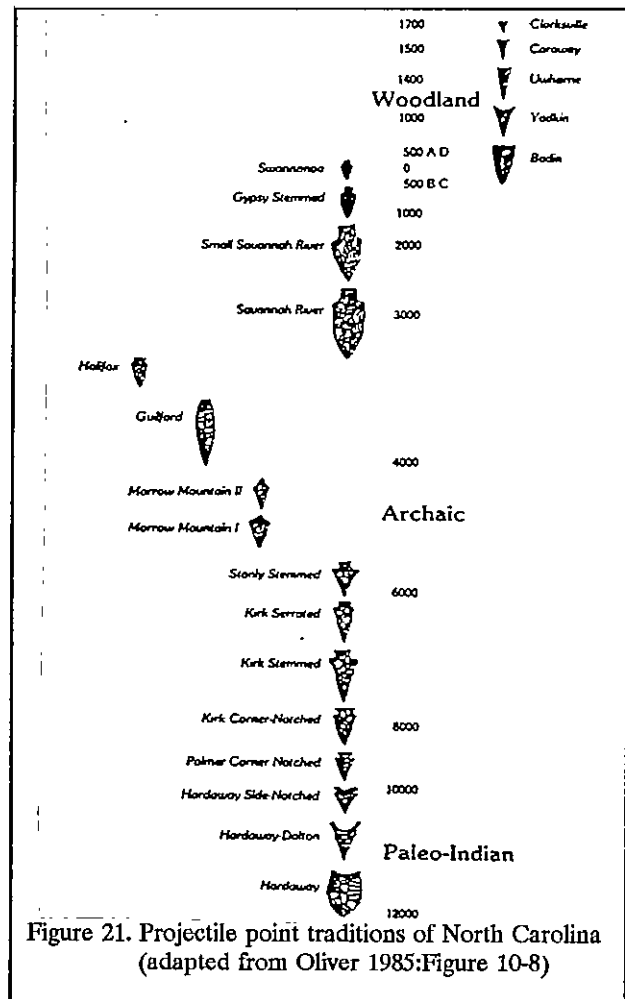 1700 Clarksville
1500 Caraway
1400 Uwharrie
Woodland
1000 Yadkin
500 A D Badin
Swannanoa 0
500 B C
Gypsy Stemmed
1000
Small Savannah River 2000
Savannah River 3000
Halifax
Guilford
4000
Morrow Mountain II
Archaic
Morrow Mountain I
Stanly Stemmed
6000
Kirk Serrated
Kirk Stemmed
Kirk Corner-Notched 8000
Palmer Corner Notched
10000
Hardaway Side-Notched
Hardaway-Dalton
Paleo-Indian
Hardaway
12000
Figure 21. Projectile point traditions of North Carolina
(adapted from Oliver 1985:Figure 10-8)